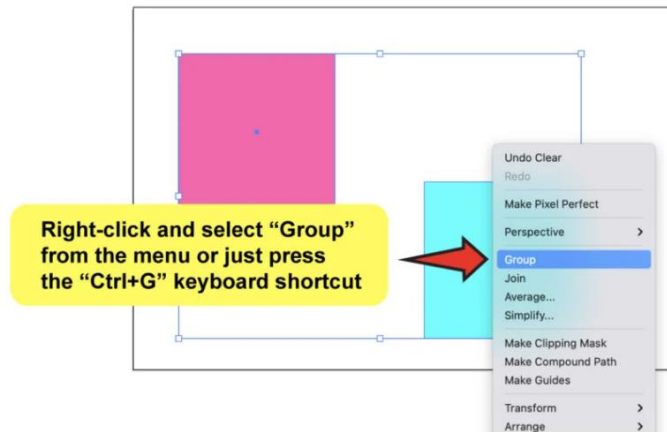 Undo Clear
Redo
Make Pixel Perfect
Perspective
Right-click and select “Group”
from the menu or just press
the “Ctrl+G” keyboard shortcut
Group
Join
Average...
Simplify...
Make Clipping Mask
Make Compound Path
Make Guides
Transform
Arrange